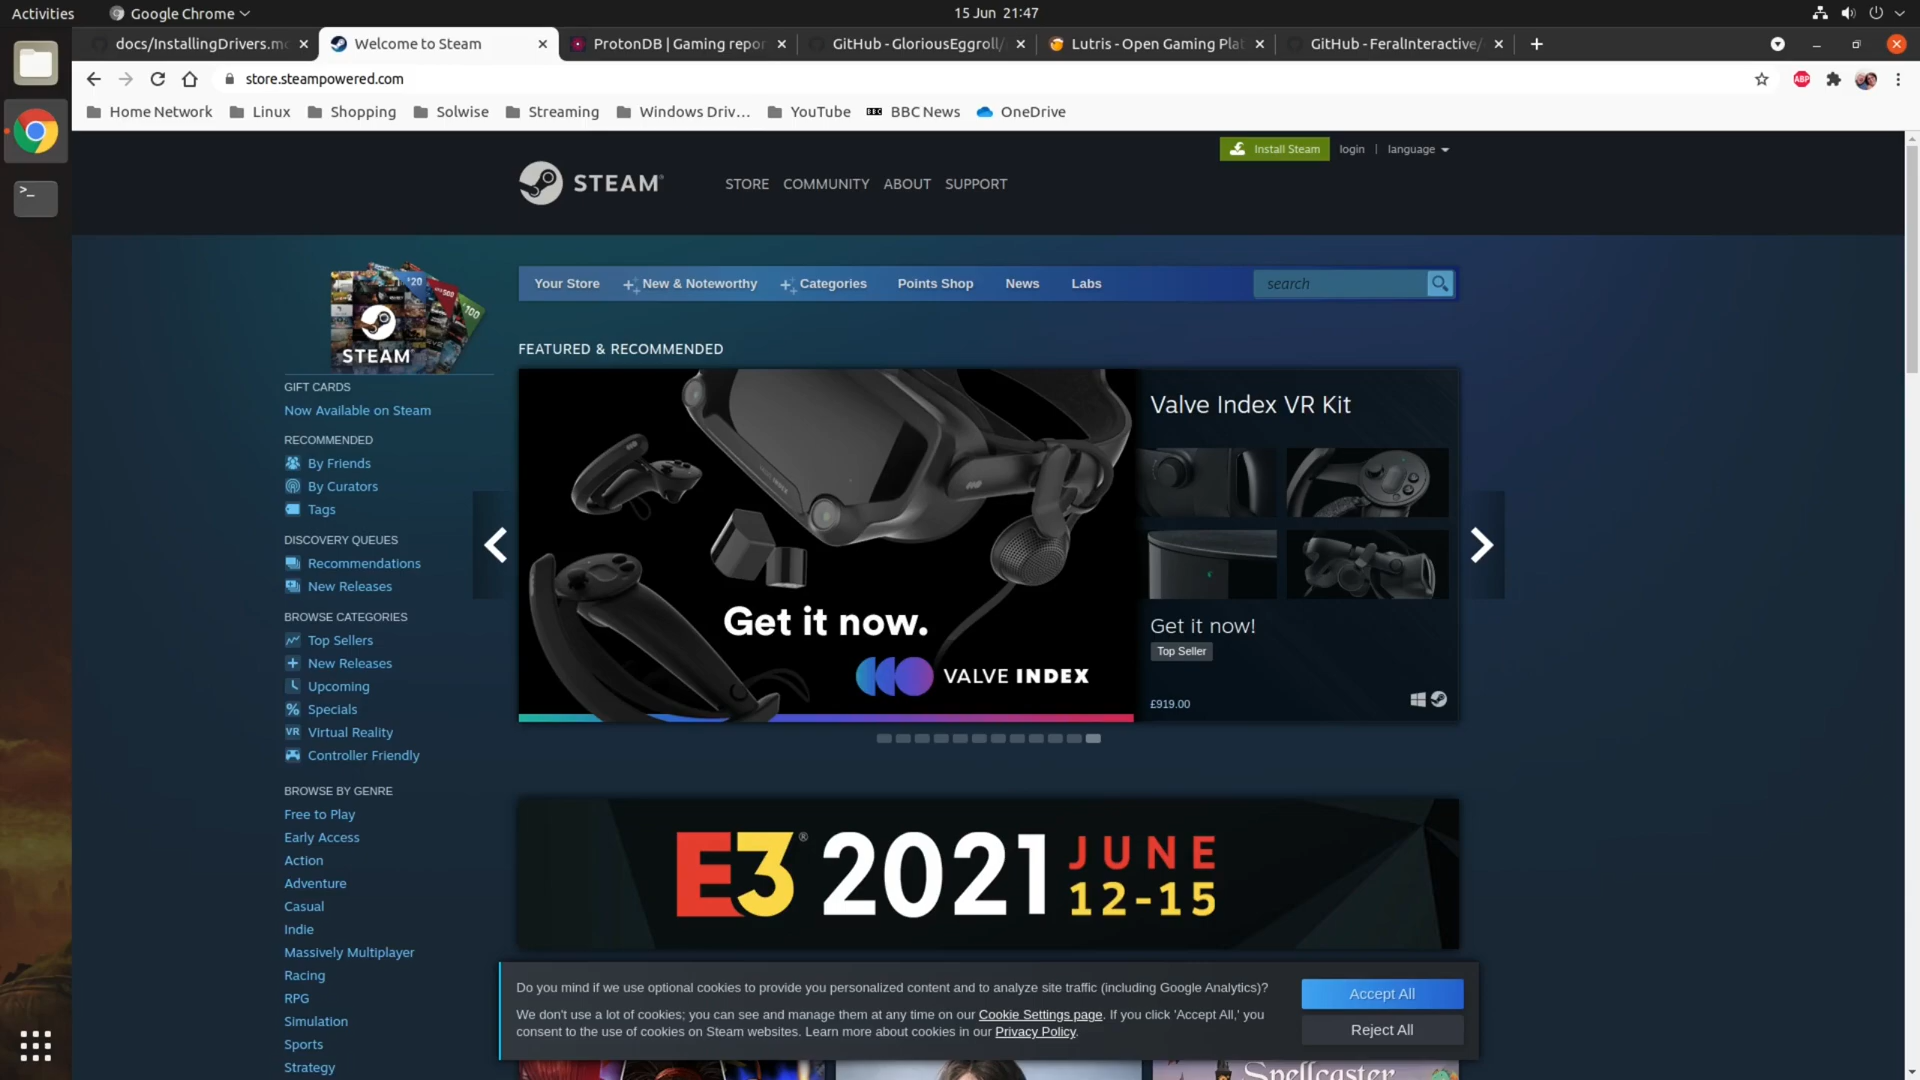 Activities
Google Chrome
15 Jun 21:47
docs/InstallingDrivers.m
Welcome to Steam
ProtonDB | Gaming repor
GitHub - GloriousEggroll/
Lutris - Open Gaming Pla
GitHub - FeralInteractive/
store.steampowered.com
ABP
Home Network
Linux
Shopping
Solwise
Streaming
Windows Driv...
YouTube
BBC
BBC News
OneDrive
Install Steam
login
|
language
STEAM®
STORE
COMMUNITY
ABOUT
SUPPORT
Your Store
New & Noteworthy
Categories
Points Shop
News
Labs
search
$20
$100
STEAM
GIFT CARDS
Now Available on Steam
RECOMMENDED
By Friends
By Curators
Tags
DISCOVERY QUEUES
Recommendations
New Releases
BROWSE CATEGORIES
Top Sellers
New Releases
Upcoming
Specials
VR Virtual Reality
Controller Friendly
BROWSE BY GENRE
Free to Play
Early Access
Action
Adventure
Casual
Indie
Massively Multiplayer
Racing
RPG
Simulation
Sports
Strategy
FEATURED & RECOMMENDED
Get it now.
VALVE INDEX
Valve Index VR Kit
Get it now!
Top Seller
£919.00
E3® 2021 JUNE
12-15
Do you mind if we use optional cookies to provide you personalized content and to analyze site traffic (including Google Analytics)?
We don't use a lot of cookies; you can see and manage them at any time on our Cookie Settings page. If you click 'Accept All,' you
consent to the use of cookies on Steam websites. Learn more about cookies in our Privacy Policy.
Accept All
Reject All
Spellcaster